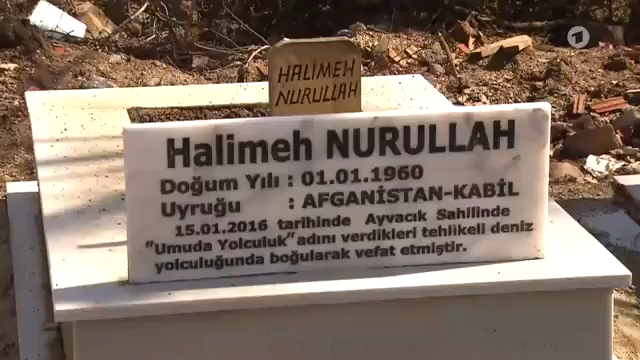 HALIMEH
NURULLAH
Halimeh NURULLAH
Doğum Yılı : 01.01.1960
Uyruğu : AFGANİSTAN-KABİL
15.01.2016 tarihinde Ayvacık Sahilinde
"Umuda Yolculuk" adını verdikleri tehlikeli deniz
yolculuğunda boğularak vefat etmiştir.